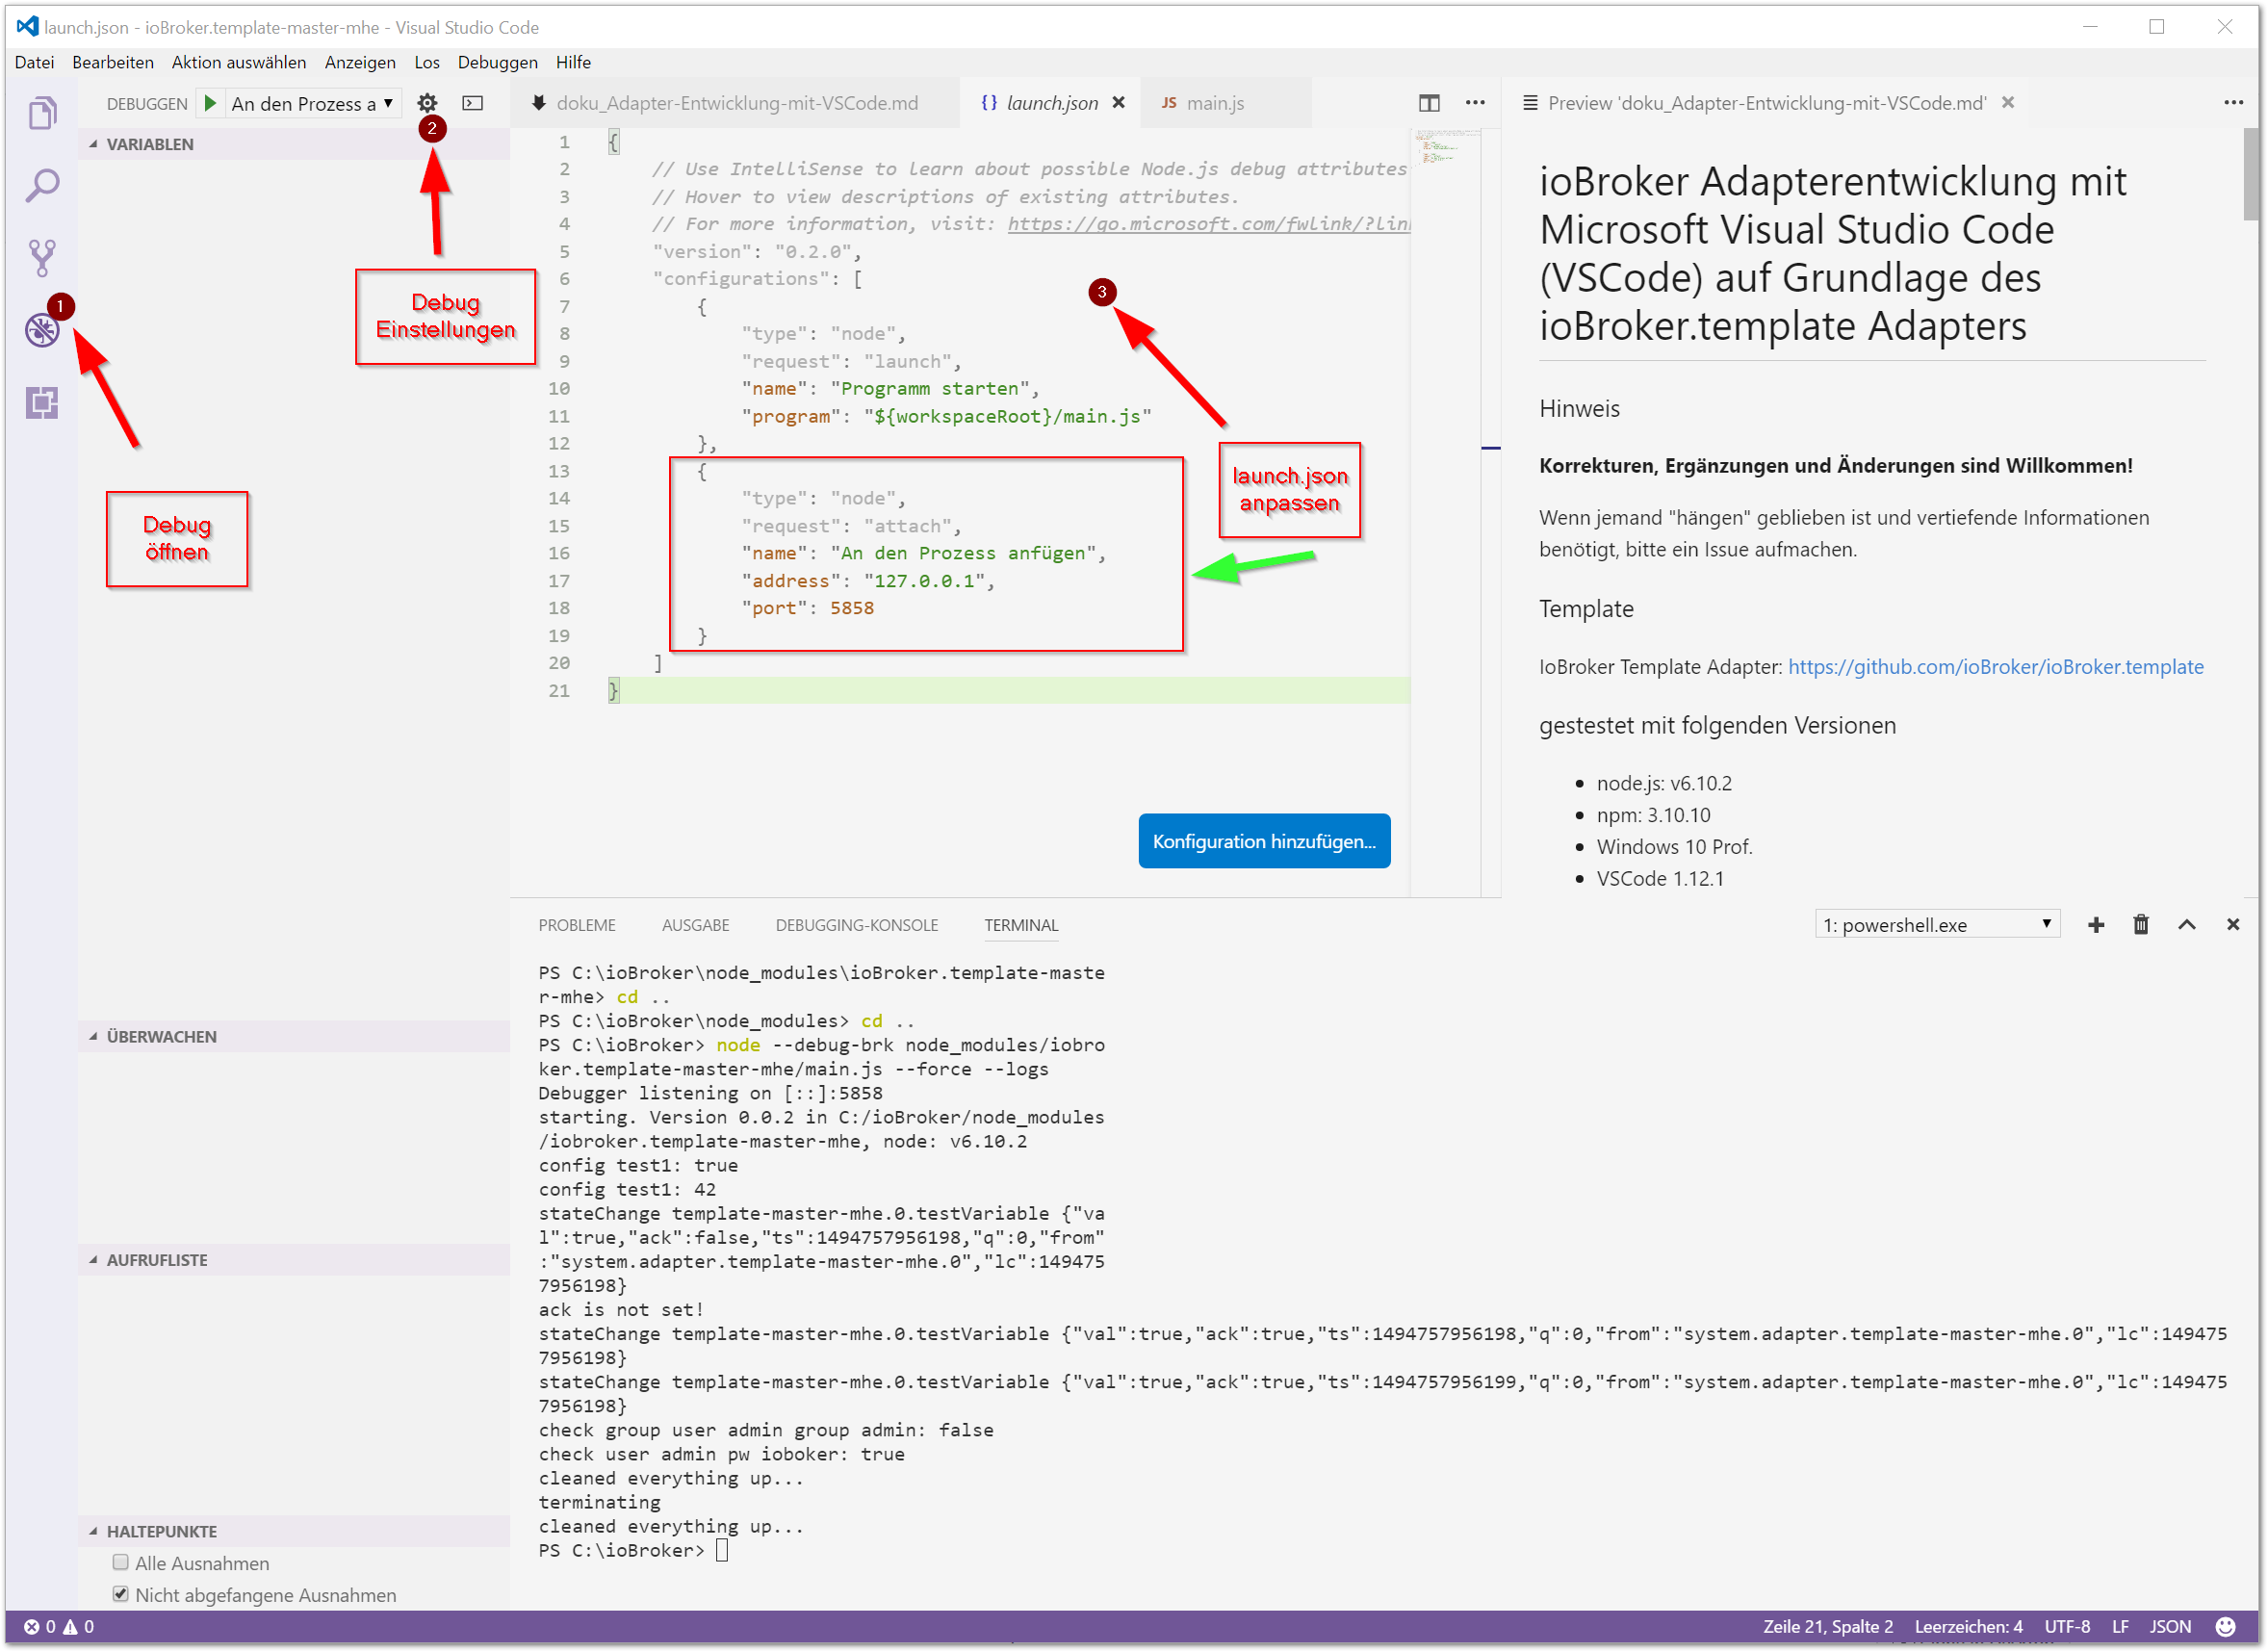 launch.json - ioBroker.template-master-mhe - Visual Studio Code
Datei Bearbeiten Aktion auswählen Anzeigen Los Debuggen Hilfe
DEBUGGEN An den Prozess a
2
VARIABLEN
Debug
Einstellungen
1
Debug
öffnen
ÜBERWACHEN
AUFRUFLISTE
HALTEPUNKTE
Alle Ausnahmen
Nicht abgefangene Ausnahmen
doku_Adapter-Entwicklung-mit-VSCode.md {} launch.json JS main.js
1 {
2 // Use IntelliSense to learn about possible Node.js debug attributes
3 // Hover to view descriptions of existing attributes.
4 // For more information, visit: https://go.microsoft.com/fwlink/?lin
5 "version": "0.2.0",
6 "configurations": [
7 {
8 "type": "node",
9 "request": "launch",
10 "name": "Programm starten",
11 "program": "${workspaceRoot}/main.js"
12 },
13 {
14 "type": "node",
15 "request": "attach",
16 "name": "An den Prozess anfügen",
17 "address": "127.0.0.1",
18 "port": 5858
19 }
20 ]
21 }
3
launch.json
anpassen
Konfiguration hinzufügen...
Preview 'doku_Adapter-Entwicklung-mit-VSCode.md'
ioBroker Adapterentwicklung mit
Microsoft Visual Studio Code
(VSCode) auf Grundlage des
ioBroker.template Adapters
Hinweis
Korrekturen, Ergänzungen und Änderungen sind Willkommen!
Wenn jemand "hängen" geblieben ist und vertiefende Informationen
benötigt, bitte ein Issue aufmachen.
Template
IoBroker Template Adapter: https://github.com/ioBroker/ioBroker.template
gestestet mit folgenden Versionen
node.js: v6.10.2
npm: 3.10.10
Windows 10 Prof.
VSCode 1.12.1
PROBLEME AUSGABE DEBUGGING-KONSOLE TERMINAL 1: powershell.exe
PS C:\ioBroker\node_modules\ioBroker.template-maste
r-mhe> cd ..
PS C:\ioBroker\node_modules> cd ..
PS C:\ioBroker> node --debug-brk node_modules/iobro
ker.template-master-mhe/main.js --force --logs
Debugger listening on [::]:5858
starting. Version 0.0.2 in C:/ioBroker/node_modules
/iobroker.template-master-mhe, node: v6.10.2
config test1: true
config test1: 42
stateChange template-master-mhe.0.testVariable {"va
l":true,"ack":false,"ts":1494757956198,"q":0,"from"
:"system.adapter.template-master-mhe.0","lc":149475
7956198}
ack is not set!
stateChange template-master-mhe.0.testVariable {"val":true,"ack":true,"ts":1494757956198,"q":0,"from":"system.adapter.template-master-mhe.0","lc":149475
7956198}
stateChange template-master-mhe.0.testVariable {"val":true,"ack":true,"ts":1494757956199,"q":0,"from":"system.adapter.template-master-mhe.0","lc":149475
7956198}
check group user admin group admin: false
check user admin pw ioboker: true
cleaned everything up...
terminating
cleaned everything up...
PS C:\ioBroker>
0 0 Zeile 21, Spalte 2 Leerzeichen: 4 UTF-8 LF JSON